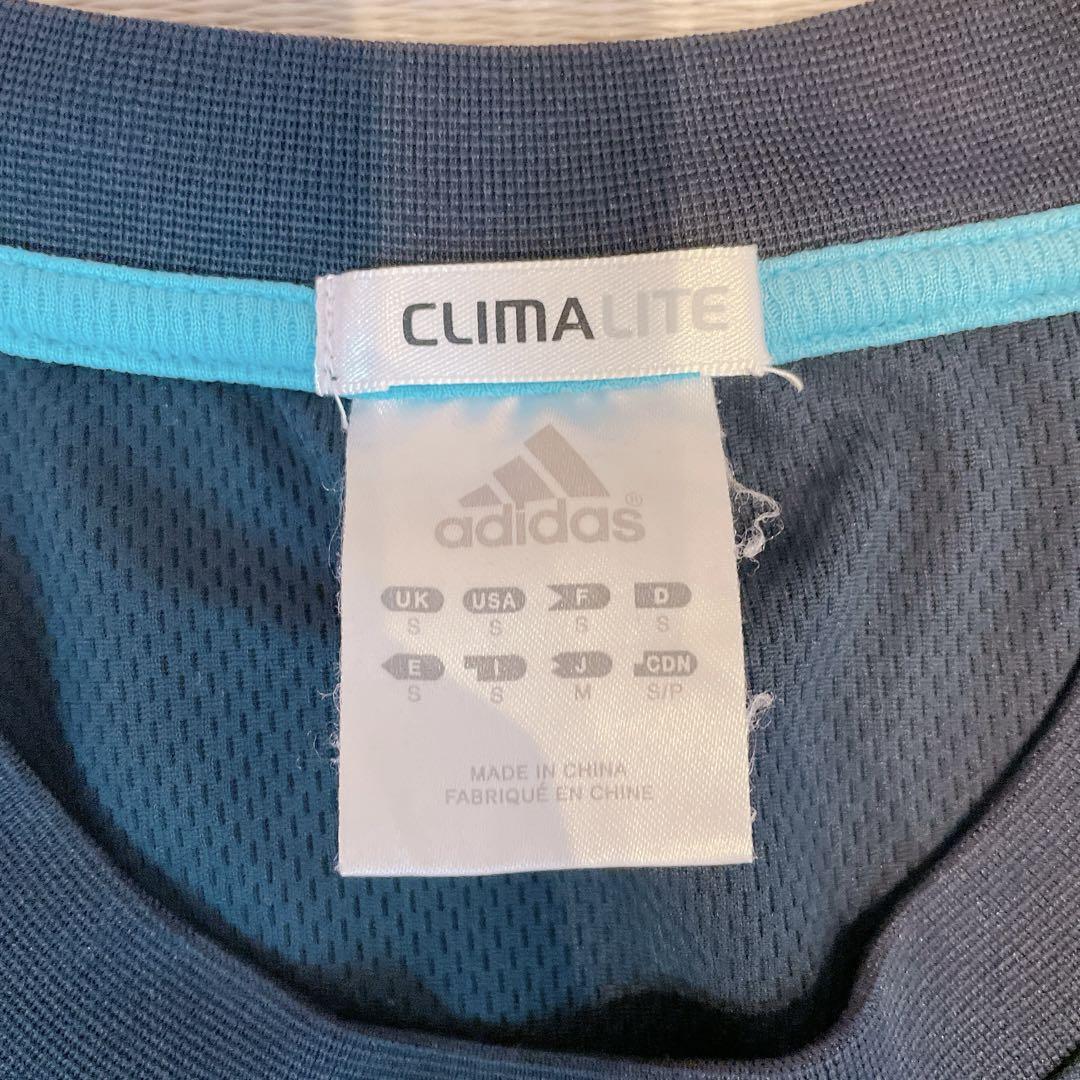 CLIMALITE
adidas®
UK USA F D
S S S S
E I J CDN
S S M S/P
MADE IN CHINA
FABRIQUÉ EN CHINE